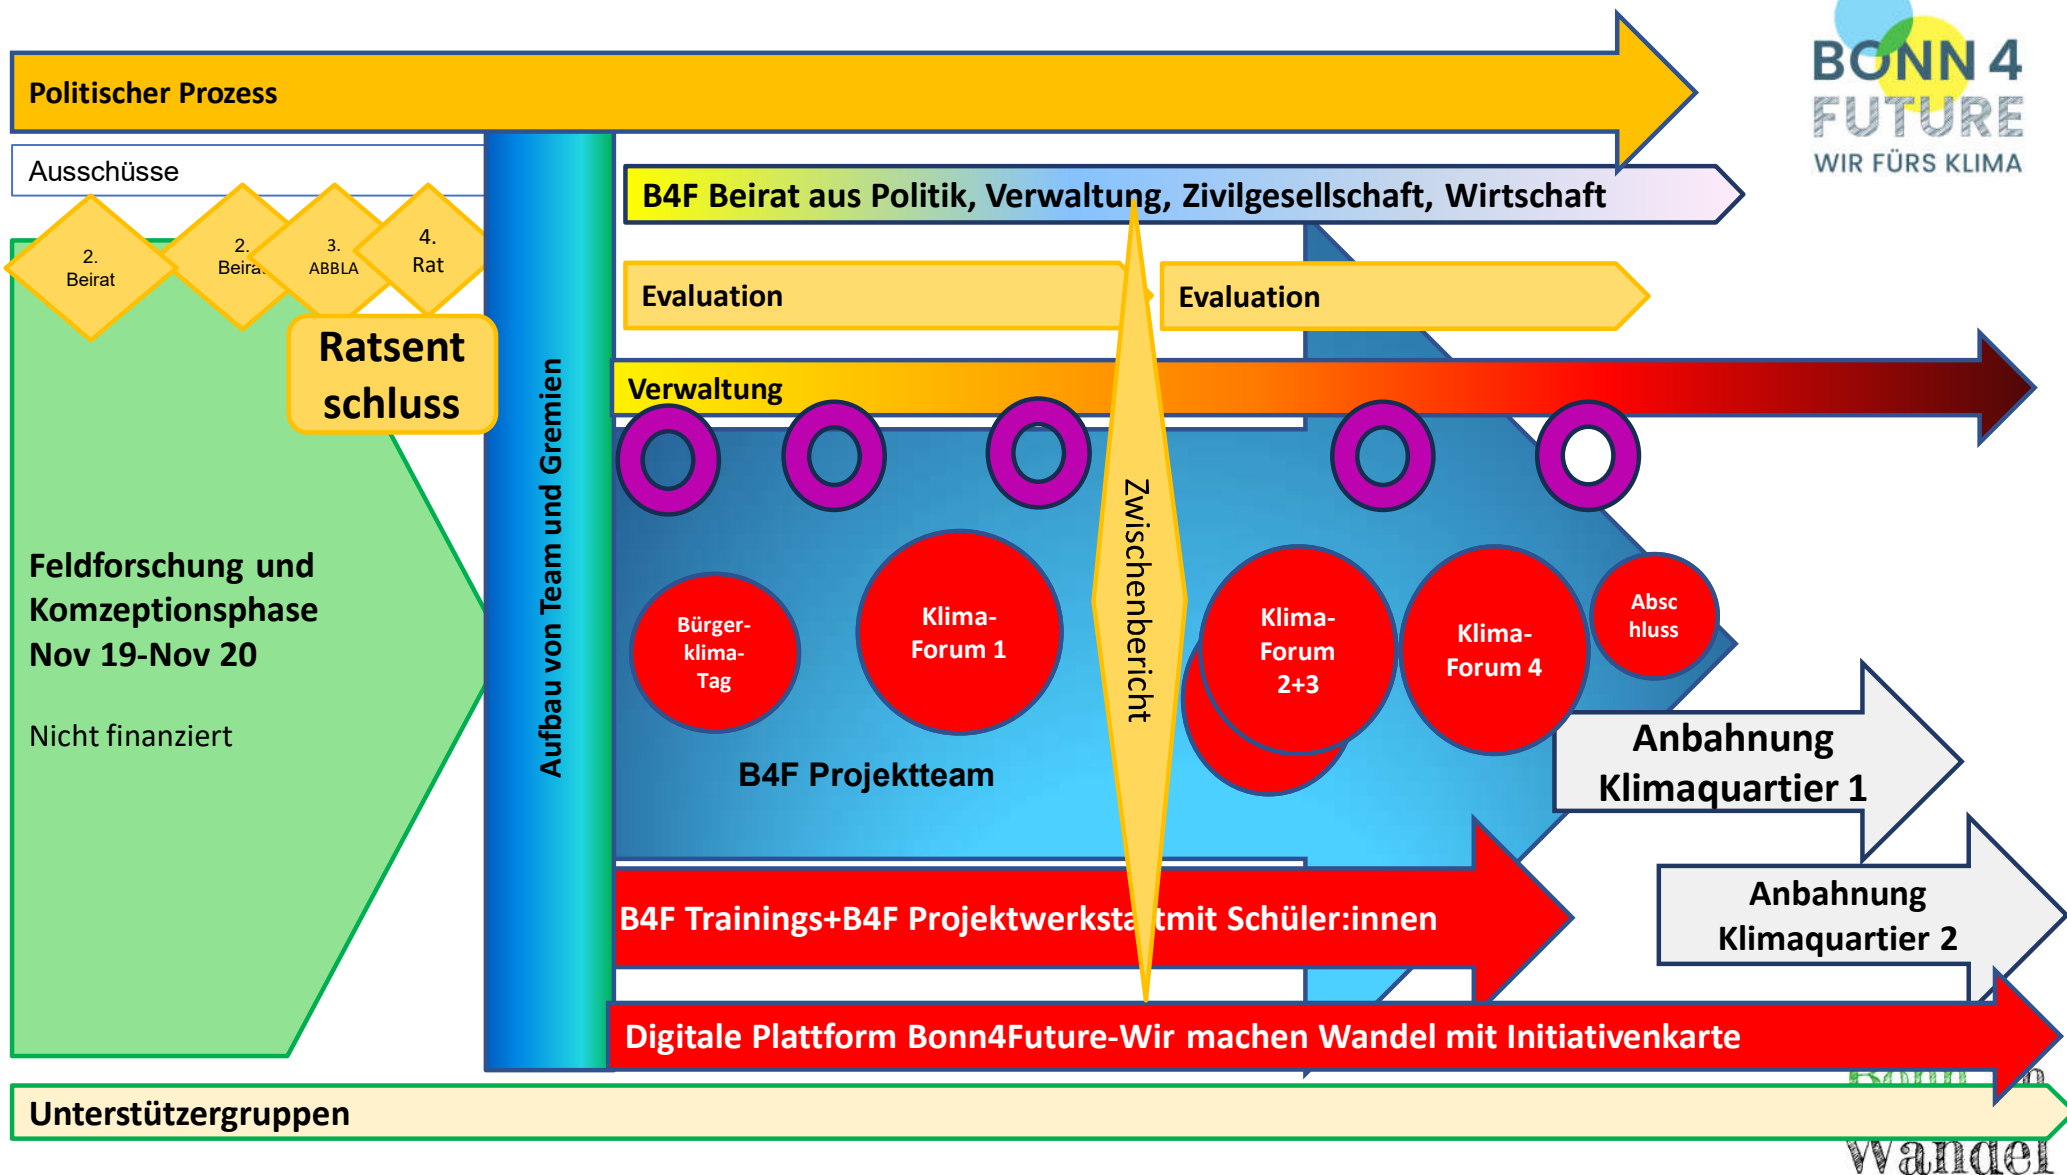 Politischer Prozess
BONN 4
FUTURE
WIR FÜRS KLIMA
Ausschüsse
B4F Beirat aus Politik, Verwaltung, Zivilgesellschaft, Wirtschaft
2.
Beirat
2.
3.
ABBLA
4.
Rat
Evaluation
Evaluation
Ratsent
schluss
Verwaltung
Aufbau von Team und Gremien
Feldforschung und
Komzeptionsphase
Nov 19-Nov 20
Nicht finanziert
Bürger-
klima-
Tag
Klima-
Forum 1
Zwischenbericht
Klima-
Forum
2+3
Klima-
Forum 4
Absc
hluss
B4F Projektteam
Anbahnung
Klimaquartier 1
B4F Trainings+B4F Projektwerkstattmit Schüler:innen
Anbahnung
Klimaquartier 2
Digitale Plattform Bonn4Future-Wir machen Wandel mit Initiativenkarte
Bonn
Unterstützergruppen
Wandel